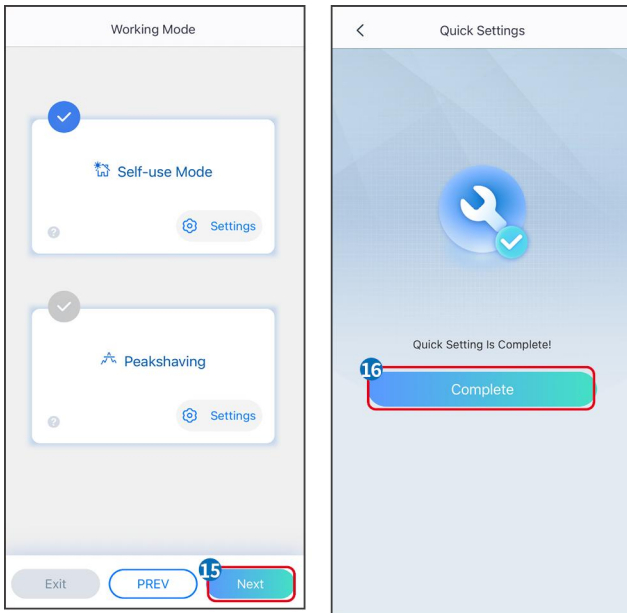 Working Mode
Self-use Mode
?
Settings
Peakshaving
?
Settings
Exit
PREV
15
Next
Quick Settings
Quick Setting Is Complete!
16
Complete